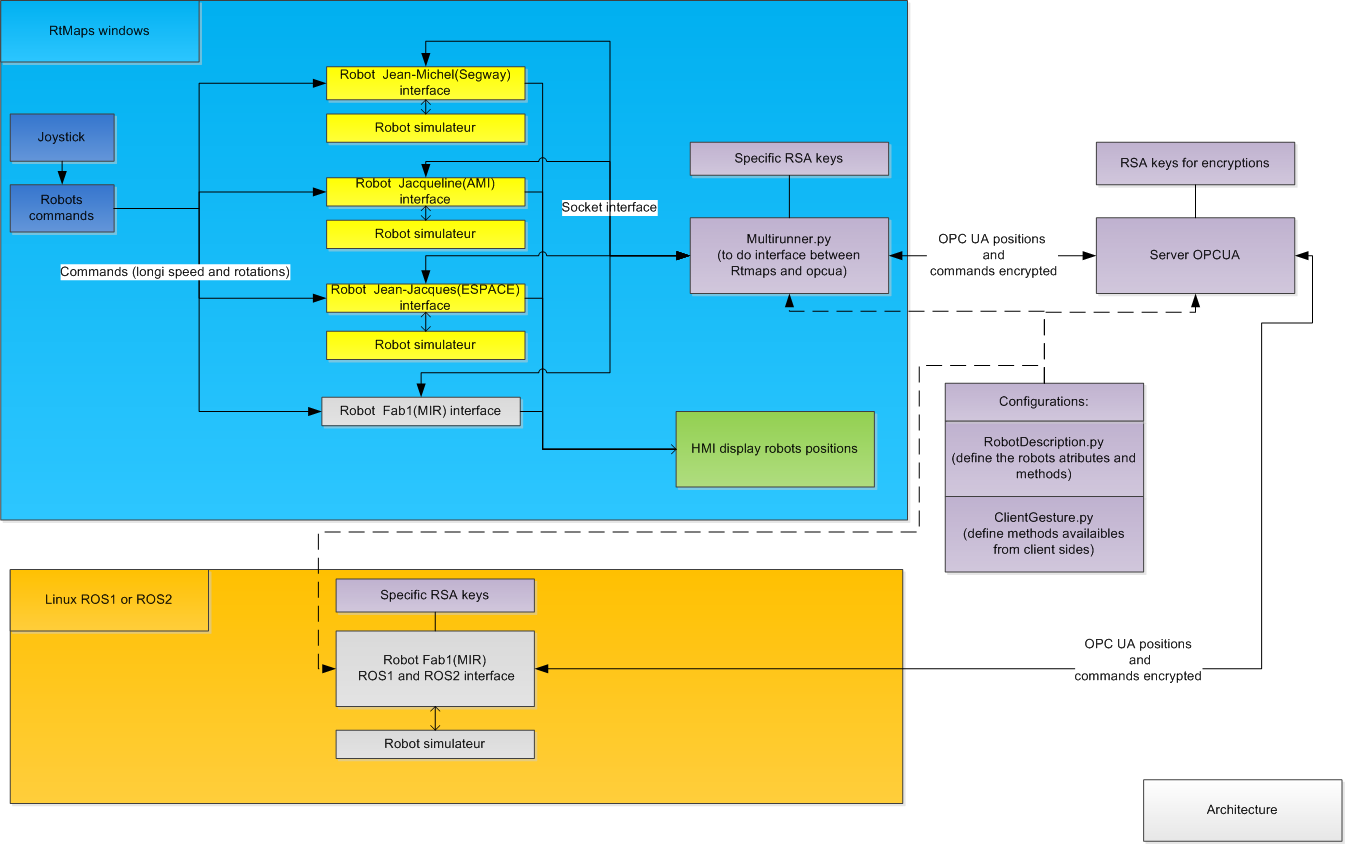 RtMaps windows
Joystick
Robots
commands
Commands (longi speed and rotations)
Robot  Jean-Michel(Segway)
interface
Robot simulateur
Robot  Jacqueline(AMI)
interface
Robot simulateur
Robot  Jean-Jacques(ESPACE)
interface
Robot simulateur
Robot  Fab1(MIR) interface
Socket interface
Specific RSA keys
Multirunner.py
(to do interface between
Rtmaps and opcua)
HMI display robots positions
OPC UA positions
and
commands encrypted
RSA keys for encryptions
Server OPCUA
Configurations:
RobotDescription.py
(define the robots atributes and
methods)
ClientGesture.py
(define methods availaibles
from client sides)
Linux ROS1 or ROS2
Specific RSA keys
Robot Fab1(MIR)
ROS1 and ROS2 interface
Robot simulateur
OPC UA positions
and
commands encrypted
Architecture